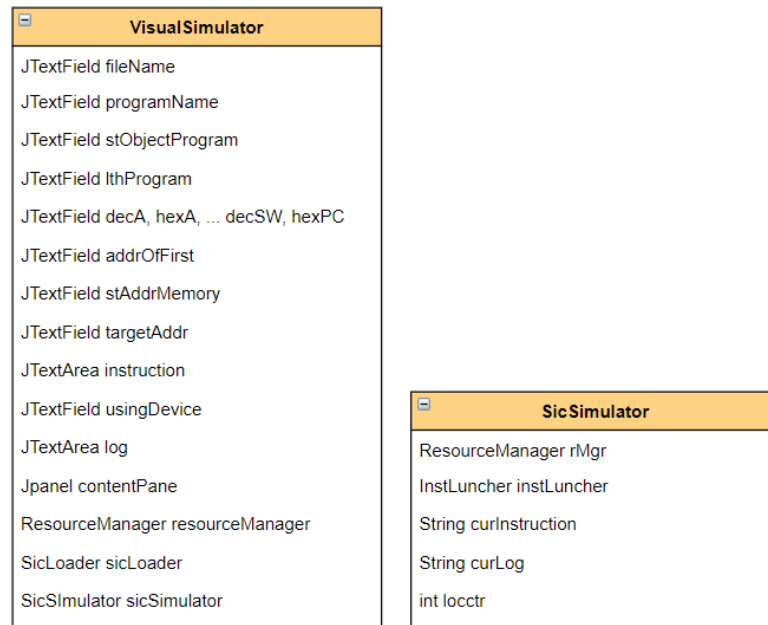 VisualSimulator
JTextField fileName
JTextField programName
JTextField stObjectProgram
JTextField lthProgram
JTextField decA, hexA, ... decSW, hexPC
JTextField addrOfFirst
JTextField stAddrMemory
JTextField targetAddr
JTextArea instruction
JTextField usingDevice
JTextArea log
Jpanel contentPane
ResourceManager resourceManager
SicLoader sicLoader
SicSImulator sicSimulator
SicSimulator
ResourceManager rMgr
InstLuncher instLuncher
String curInstruction
String curLog
int locctr